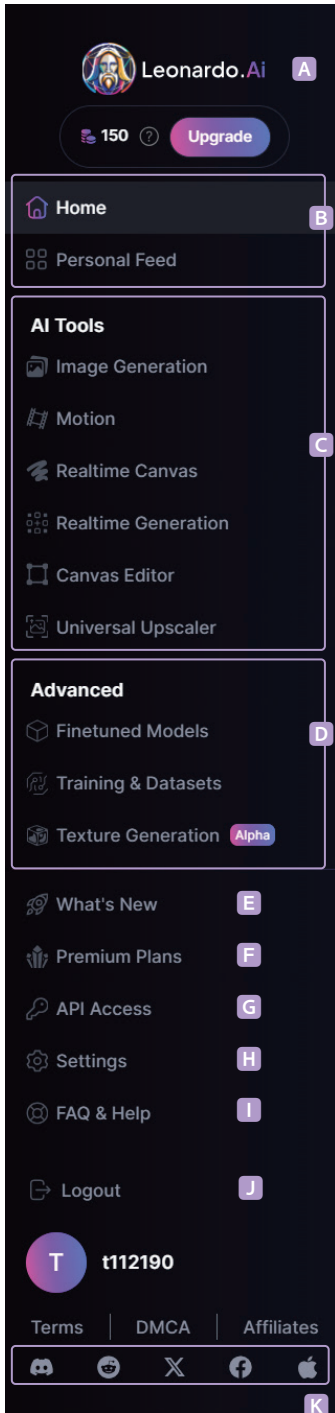 Leonardo.Ai A
150 ? Upgrade
Home
B
Personal Feed
AI Tools
Image Generation
Motion
C
Realtime Canvas
Realtime Generation
Canvas Editor
Universal Upscaler
Advanced
Finetuned Models D
Training & Datasets
Texture Generation Alpha
What's New E
Premium Plans F
API Access G
Settings H
FAQ & Help I
Logout J
T t112190
Terms | DMCA | Affiliates
K